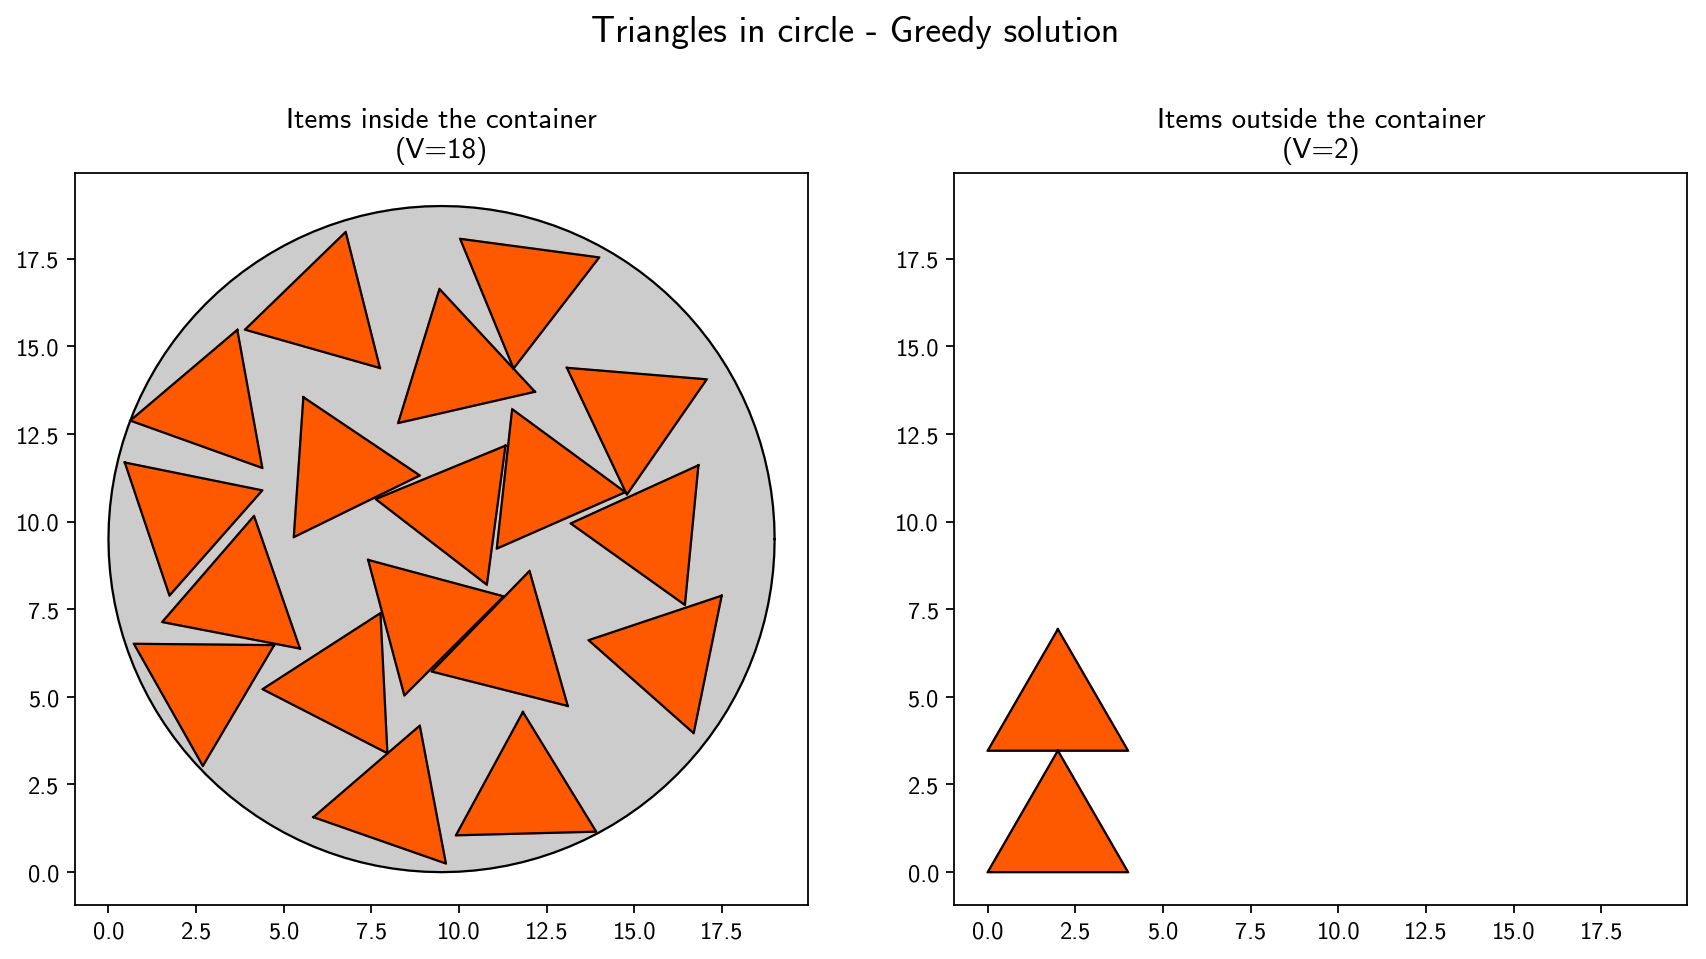 Triangles in circle - Greedy solution
Items inside the container
(V=18)
17.5
15.0
12.5
10.0
7.5
5.0
2.5
0.0
0.0 2.5 5.0 7.5 10.0 12.5 15.0 17.5
Items outside the container
(V=2)
17.5
15.0
12.5
10.0
7.5
5.0
2.5
0.0
0.0 2.5 5.0 7.5 10.0 12.5 15.0 17.5